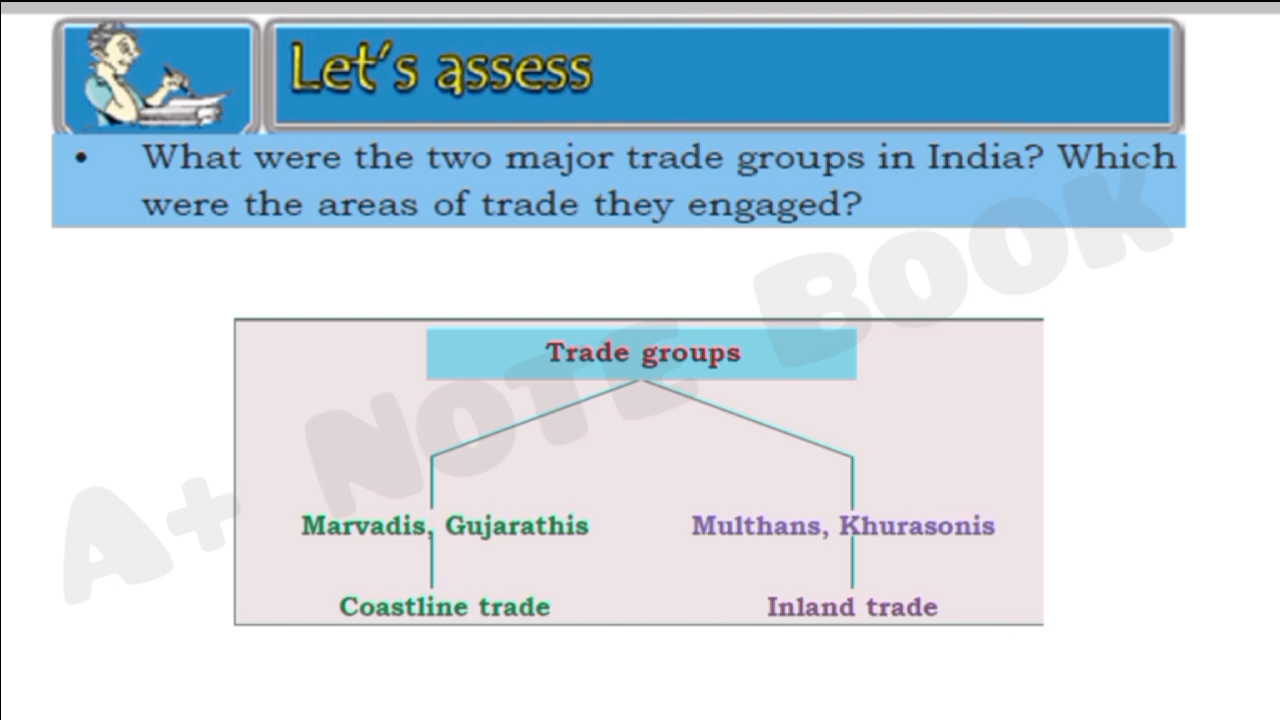 Let's assess
• What were the two major trade groups in India? Which
were the areas of trade they engaged?
A+ NOTE BOOK
Trade groups
Marvadis, Gujarathis
Multhans, Khurasonis
Coastline trade
Inland trade